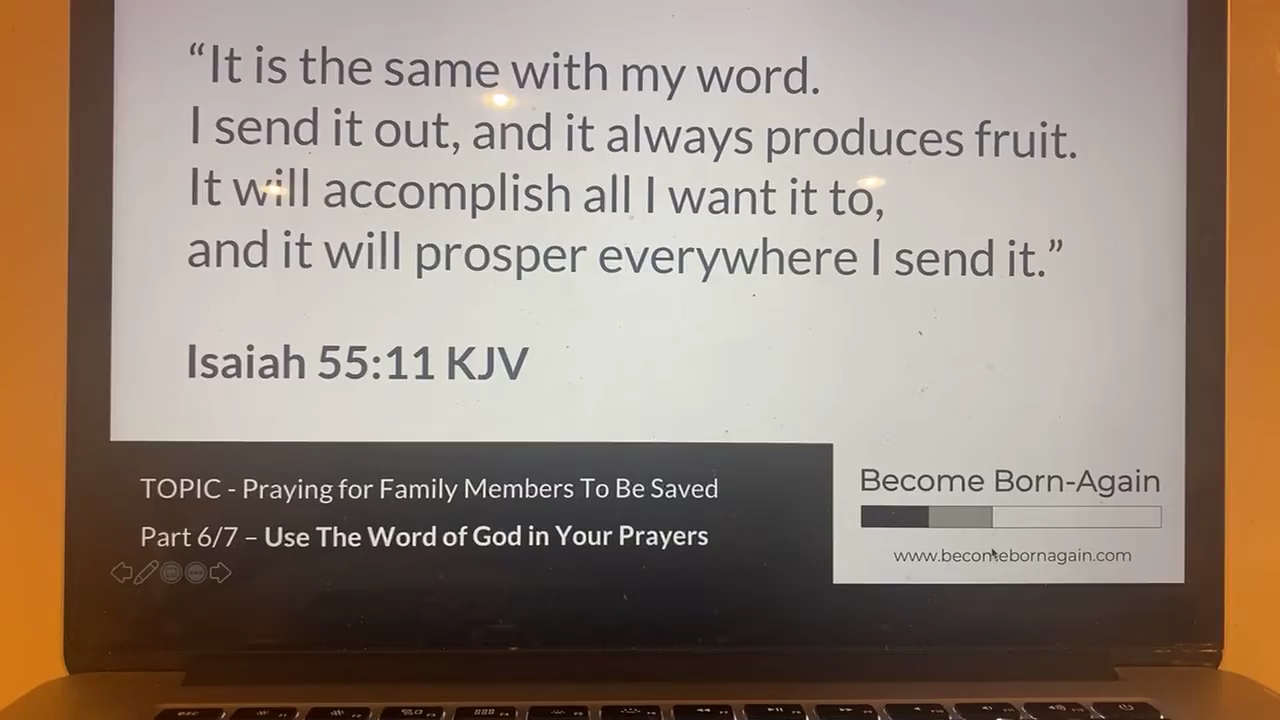 “It is the same with my word.
I send it out, and it always produces fruit.
It will accomplish all I want it to,
and it will prosper everywhere I send it.”
Isaiah 55:11 KJV
TOPIC - Praying for Family Members To Be Saved
Part 6/7 – Use The Word of God in Your Prayers
Become Born-Again
www.becomebornagain.com
esc